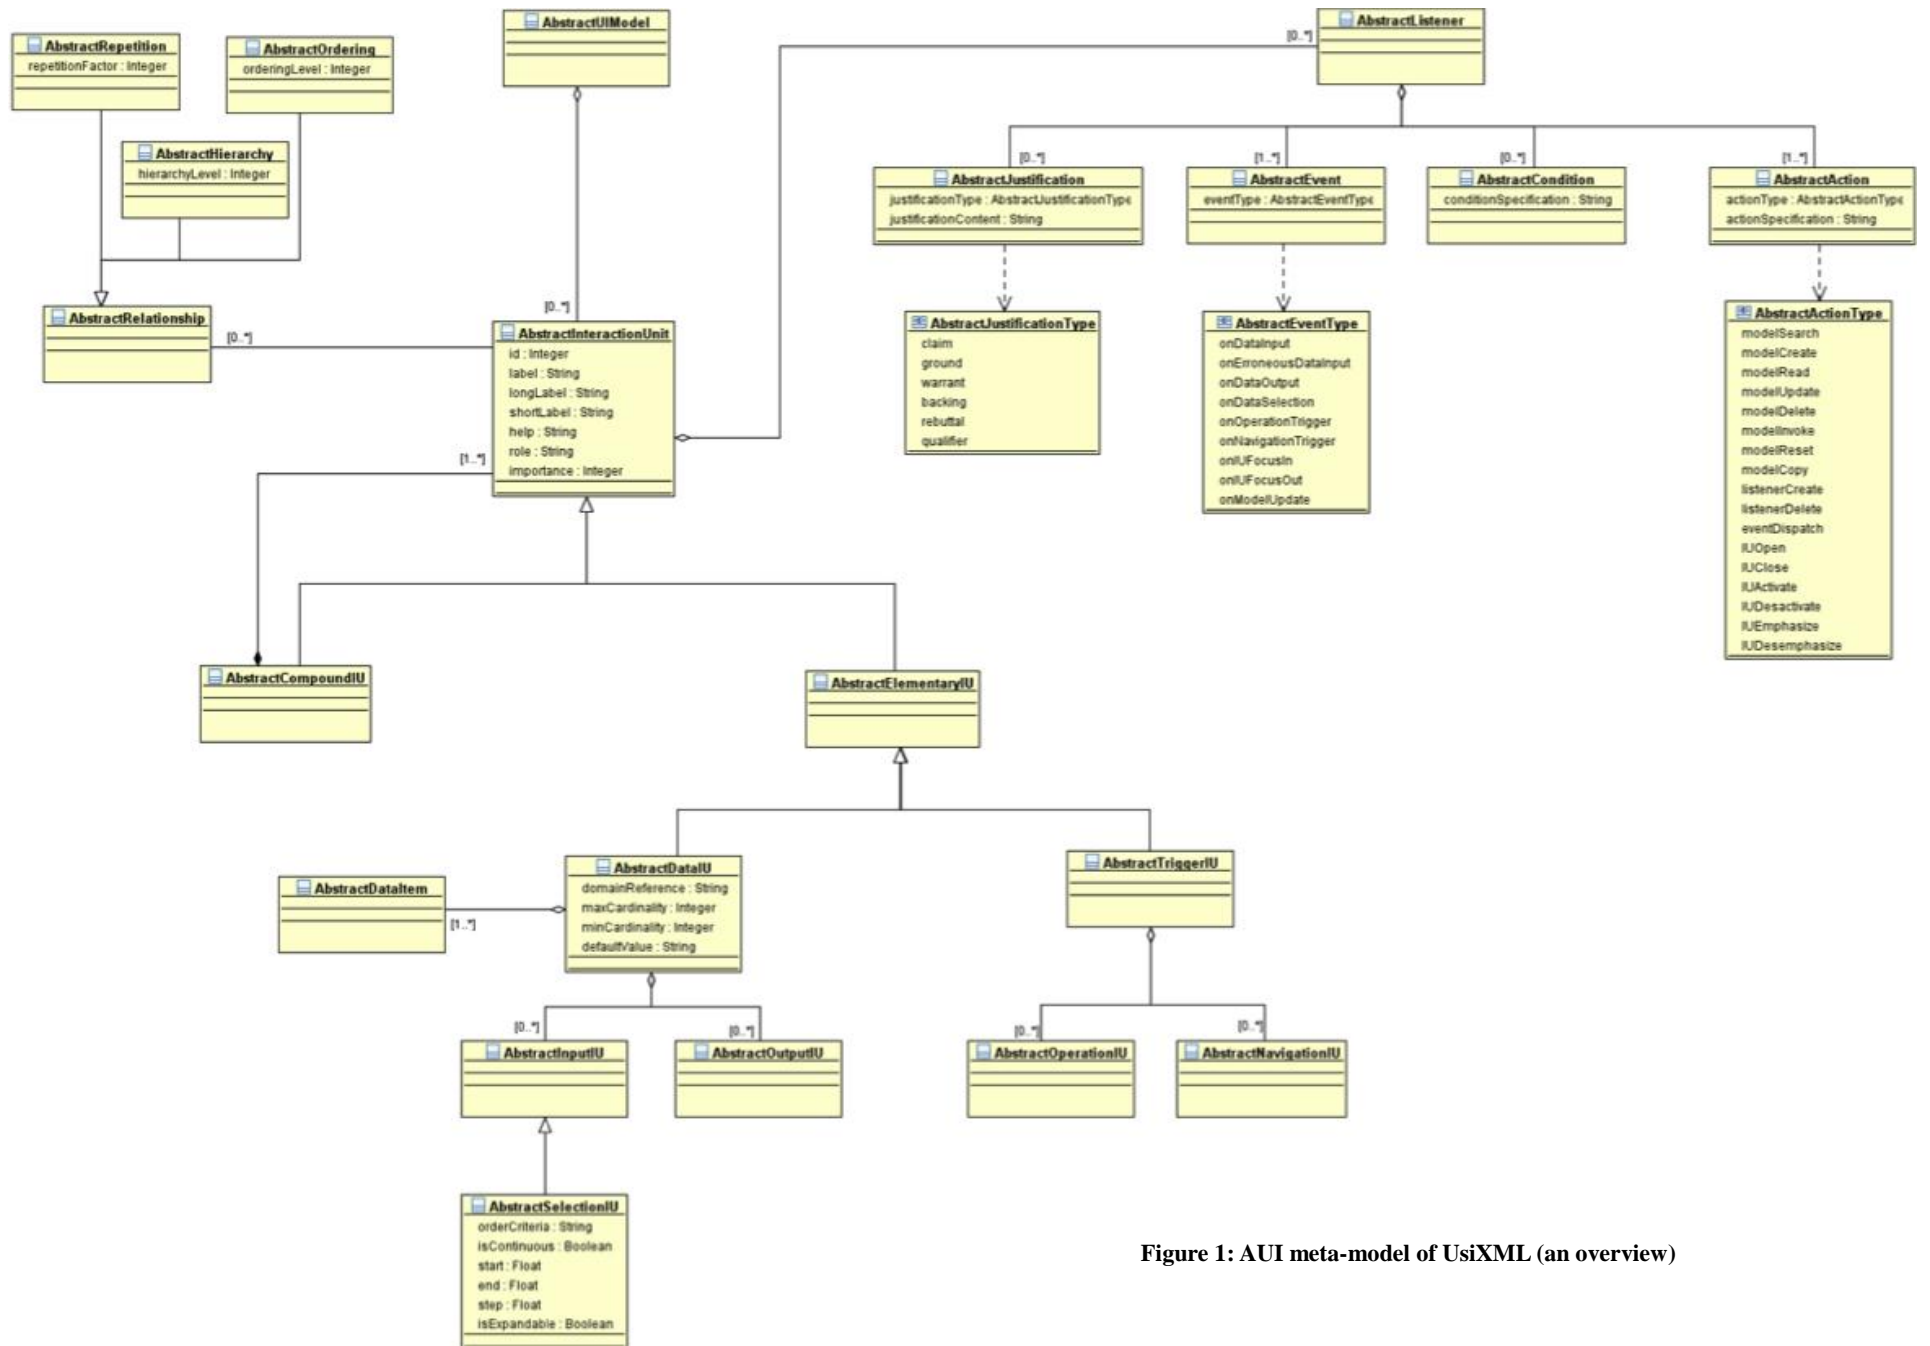 AbstractUIModel
AbstractListener
[0..*]
AbstractRepetition
repetitionFactor : Integer
AbstractOrdering
orderingLevel : Integer
AbstractHierarchy
hierarchyLevel : Integer
[0..*]
[1..*]
[0..*]
[1..*]
AbstractJustification
justificationType : AbstractJustificationType
justificationContent : String
AbstractEvent
eventType : AbstractEventType
AbstractCondition
conditionSpecification : String
AbstractAction
actionType : AbstractActionType
actionSpecification : String
AbstractRelationship
[0..*]
[0..*]
AbstractInteractionUnit
id : Integer
label : String
longLabel : String
shortLabel : String
help : String
role : String
importance : Integer
[1..*]
AbstractJustificationType
claim
ground
warrant
backing
rebuttal
qualifier
AbstractEventType
onDataInput
onErroneousDataInput
onDataOutput
onDataSelection
onOperationTrigger
onNavigationTrigger
onIUFocusIn
onIUFocusOut
onModelUpdate
AbstractActionType
modelSearch
modelCreate
modelRead
modelUpdate
modelDelete
modelInvoke
modelReset
modelCopy
listenerCreate
listenerDelete
eventDispatch
IUOpen
IUClose
IUActivate
IUDesactivate
IUEmphasize
IUDesemphasize
AbstractCompoundIU
AbstractElementaryIU
AbstractDataItem
[1..*]
AbstractDataIU
domainReference : String
maxCardinality : Integer
minCardinality : Integer
defaultValue : String
AbstractTriggerIU
[0..*]
[0..*]
[0..*]
[0..*]
AbstractInputIU
AbstractOutputIU
AbstractOperationIU
AbstractNavigationIU
AbstractSelectionIU
orderCriteria : String
isContinuous : Boolean
start : Float
end : Float
step : Float
isExpandable : Boolean
Figure 1: AUI meta-model of UsiXML (an overview)